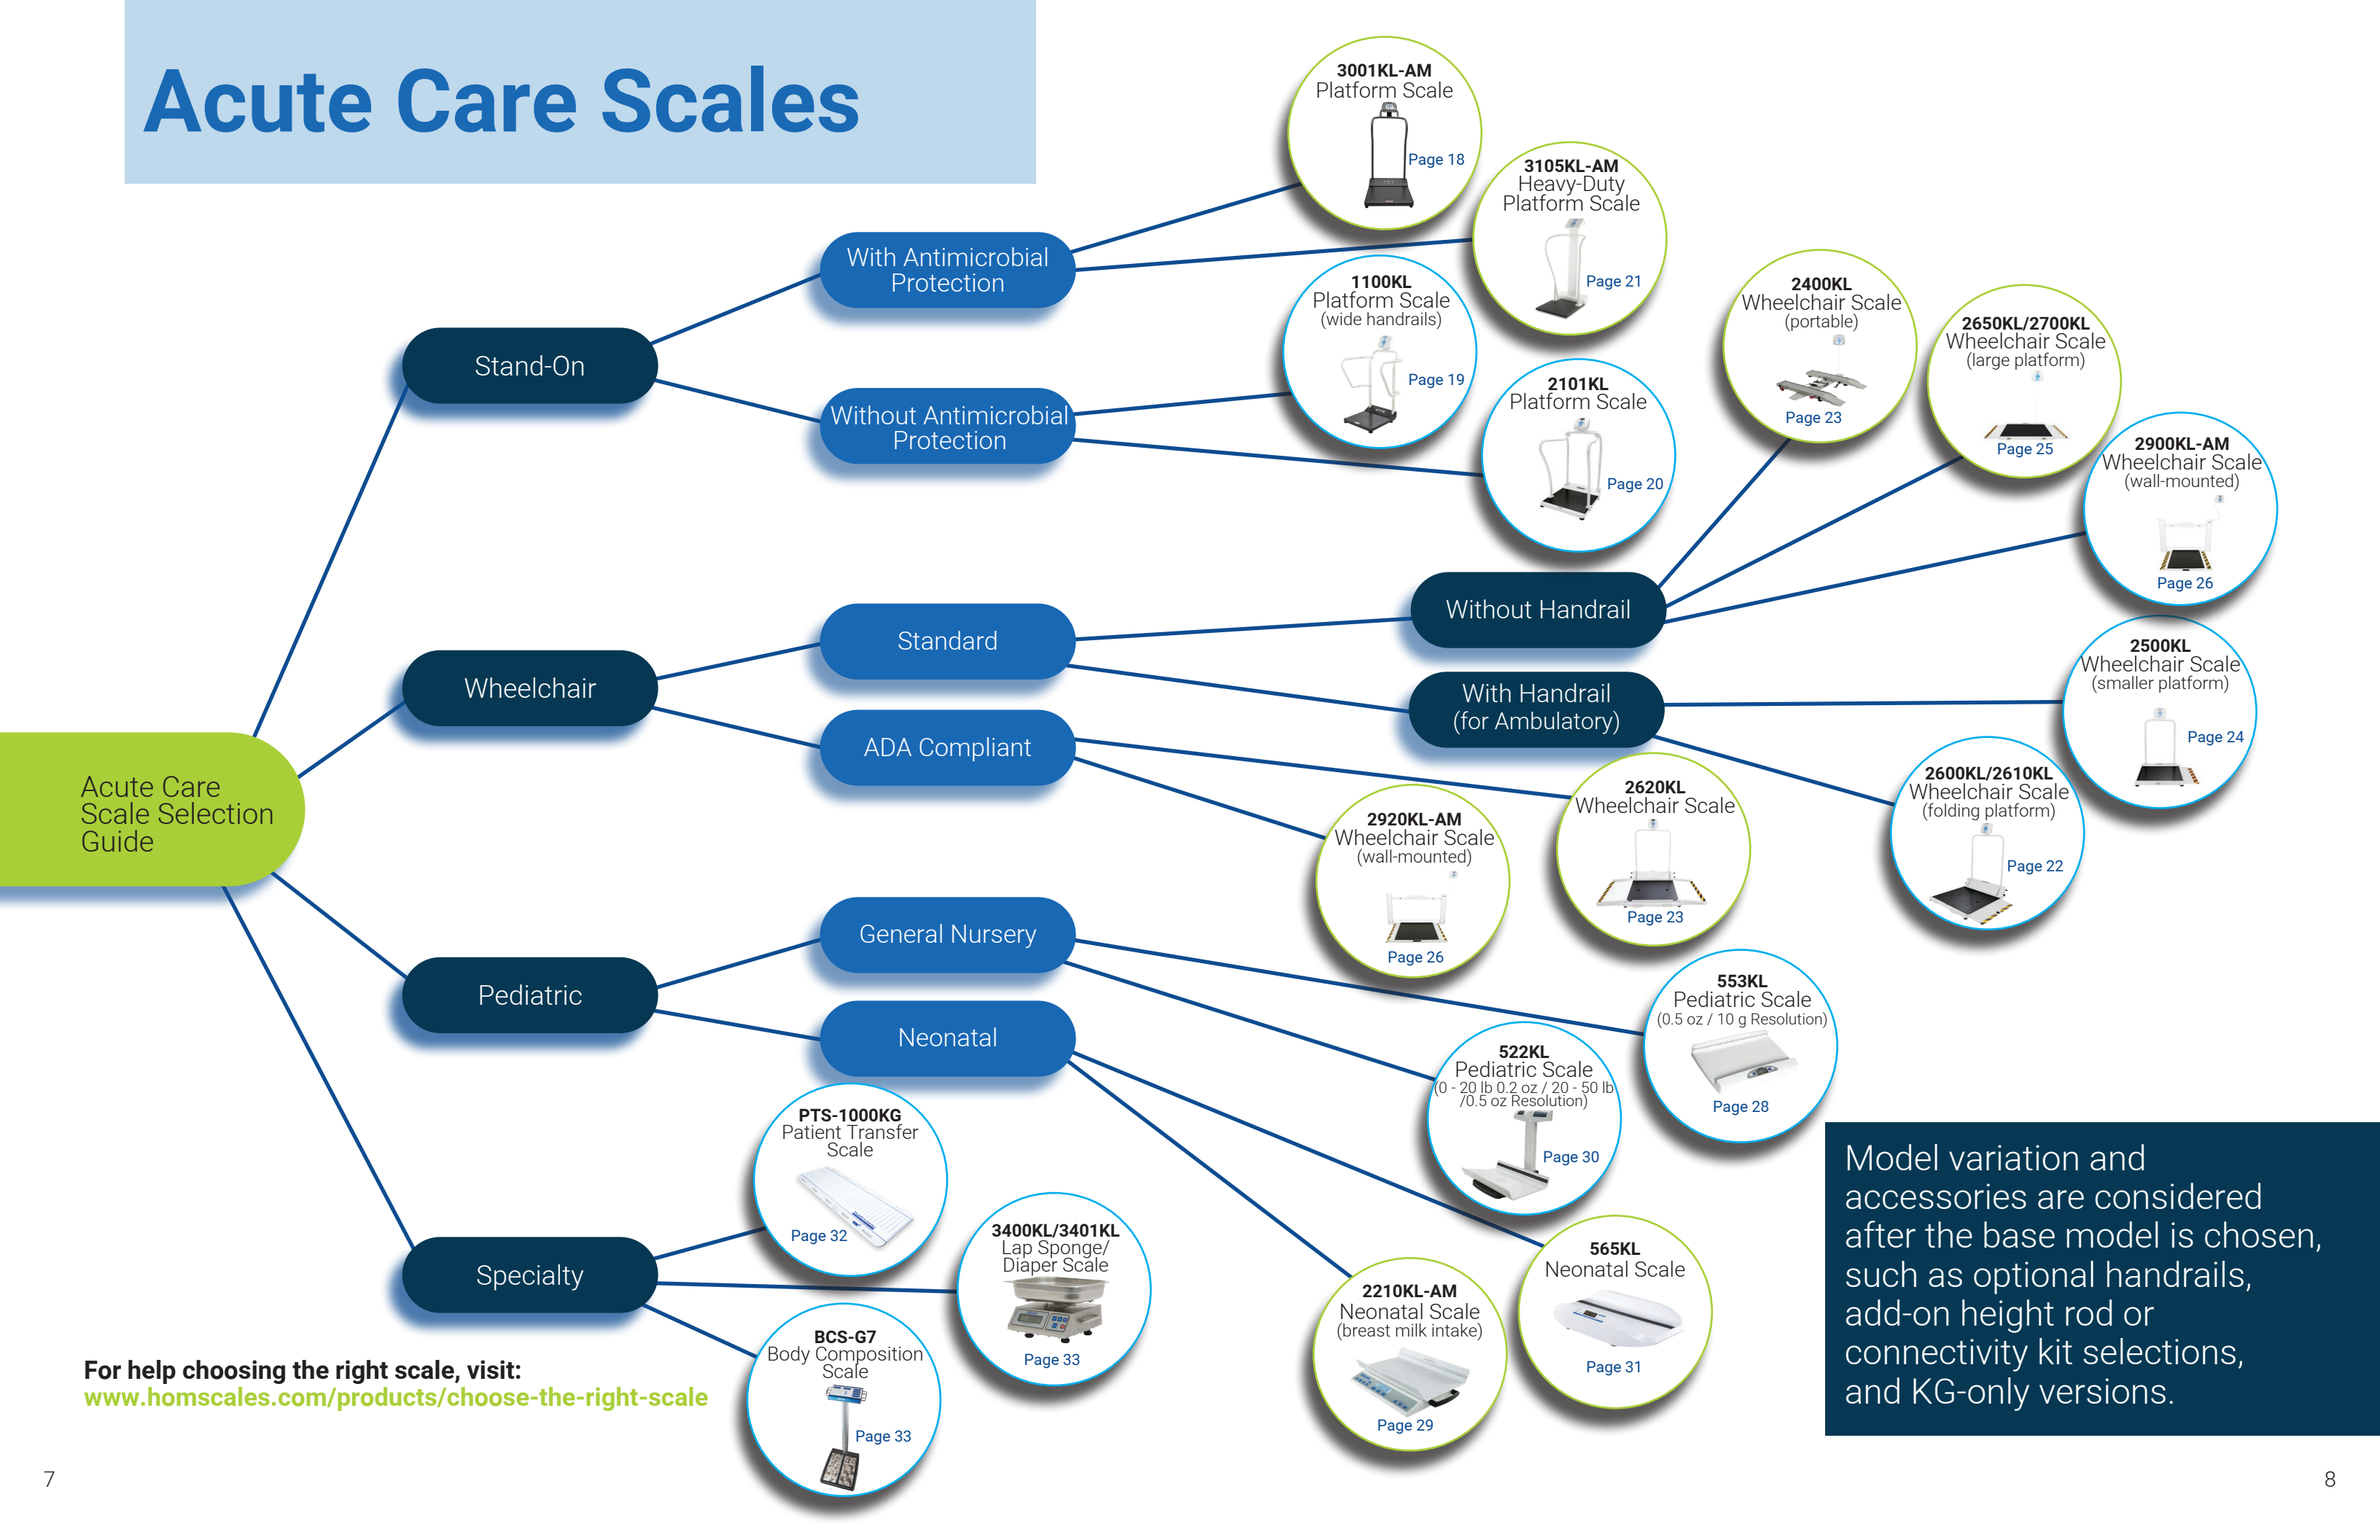 Acute Care Scales
3001KL-AM
Platform Scale
Page 18
3105KL-AM
Heavy-Duty
Platform Scale
Page 21
With Antimicrobial
Protection
1100KL
Platform Scale
(wide handrails)
Page 19
2400KL
Wheelchair Scale
(portable)
Page 23
2650KL/2700KL
Wheelchair Scale
(large platform)
Page 25
Stand-On
Without Antimicrobial
Protection
2101KL
Platform Scale
Page 20
2900KL-AM
Wheelchair Scale
(wall-mounted)
Page 26
Without Handrail
Standard
Wheelchair
With Handrail
(for Ambulatory)
2500KL
Wheelchair Scale
(smaller platform)
Page 24
ADA Compliant
2620KL
Wheelchair Scale
Page 23
2600KL/2610KL
Wheelchair Scale
(folding platform)
Page 22
Acute Care
Scale Selection
Guide
2920KL-AM
Wheelchair Scale
(wall-mounted)
Page 26
General Nursery
Pediatric
Neonatal
553KL
Pediatric Scale
(0.5 oz / 10 g Resolution)
Page 28
522KL
Pediatric Scale
(0 - 20 lb 0.2 oz / 20 - 50 lb
/0.5 oz Resolution)
Page 30
PTS-1000KG
Patient Transfer
Scale
Page 32
Specialty
3400KL/3401KL
Lap Sponge/
Diaper Scale
Page 33
565KL
Neonatal Scale
Page 31
2210KL-AM
Neonatal Scale
(breast milk intake)
Page 29
BCS-G7
Body Composition
Scale
Page 33
Model variation and
accessories are considered
after the base model is chosen,
such as optional handrails,
add-on height rod or
connectivity kit selections,
and KG-only versions.
For help choosing the right scale, visit:
www.homscales.com/products/choose-the-right-scale
7
8